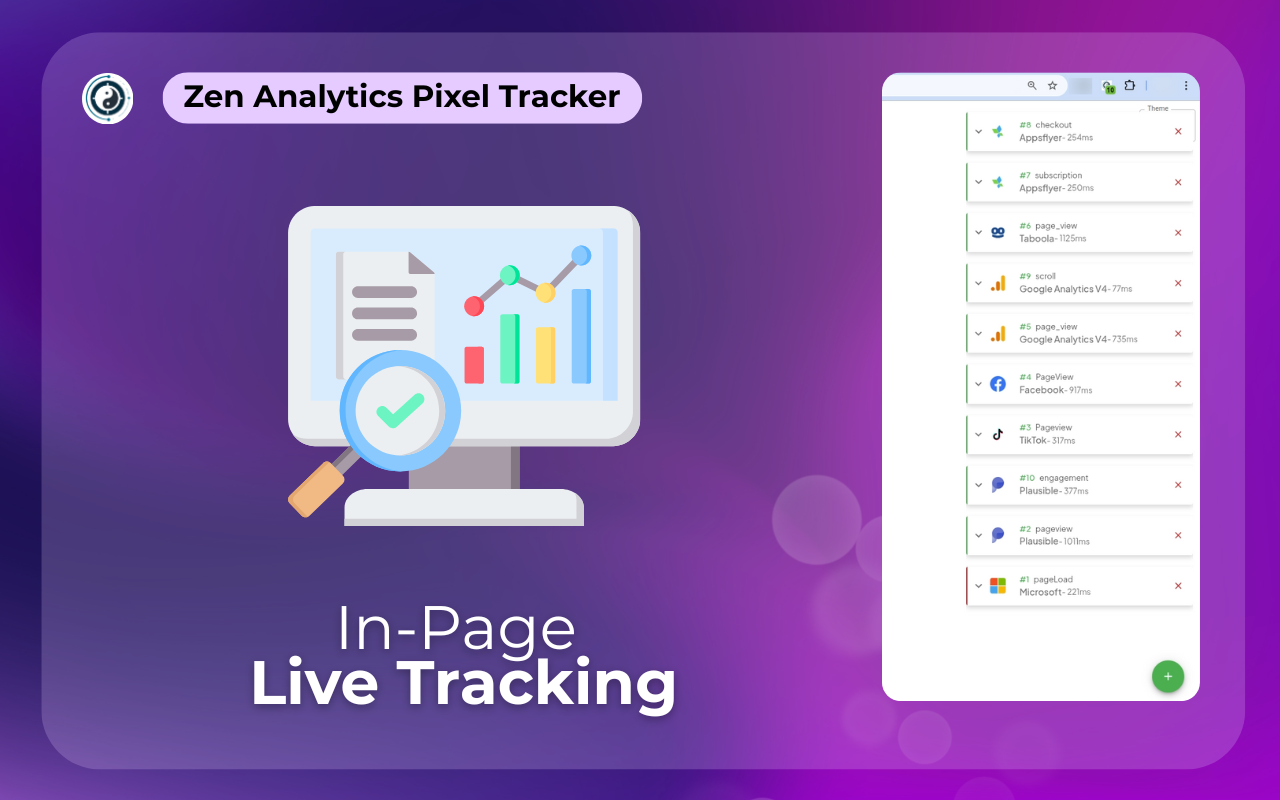 Zen Analytics Pixel Tracker
In-Page
Live Tracking
10
Theme
#8 checkout
Appsflyer- 254ms
#7 subscription
Appsflyer- 250ms
#6 page_view
Taboola- 1125ms
#9 scroll
Google Analytics V4- 77ms
#5 page_view
Google Analytics V4- 735ms
#4 PageView
Facebook- 917ms
#3 Pageview
TikTok- 317ms
#10 engagement
Plausible- 377ms
#2 pageview
Plausible- 1011ms
#1 pageLoad
Microsoft- 221ms
+